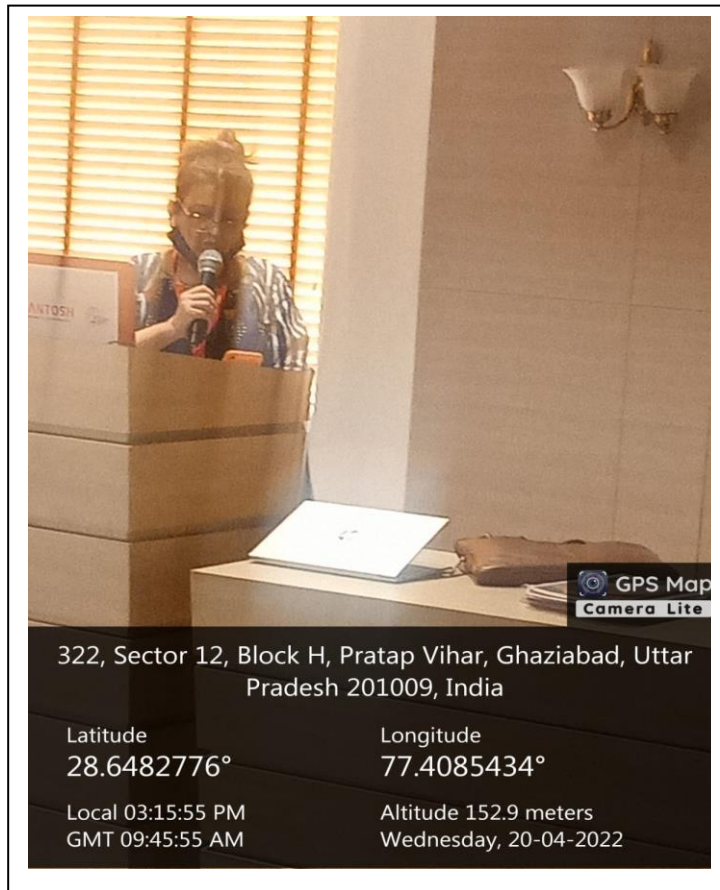 ANTOSH
GPS Map
Camera Lite
322, Sector 12, Block H, Pratap Vihar, Ghaziabad, Uttar
Pradesh 201009, India
Latitude
28.6482776°
Longitude
77.4085434°
Local 03:15:55 PM
GMT 09:45:55 AM
Altitude 152.9 meters
Wednesday, 20-04-2022